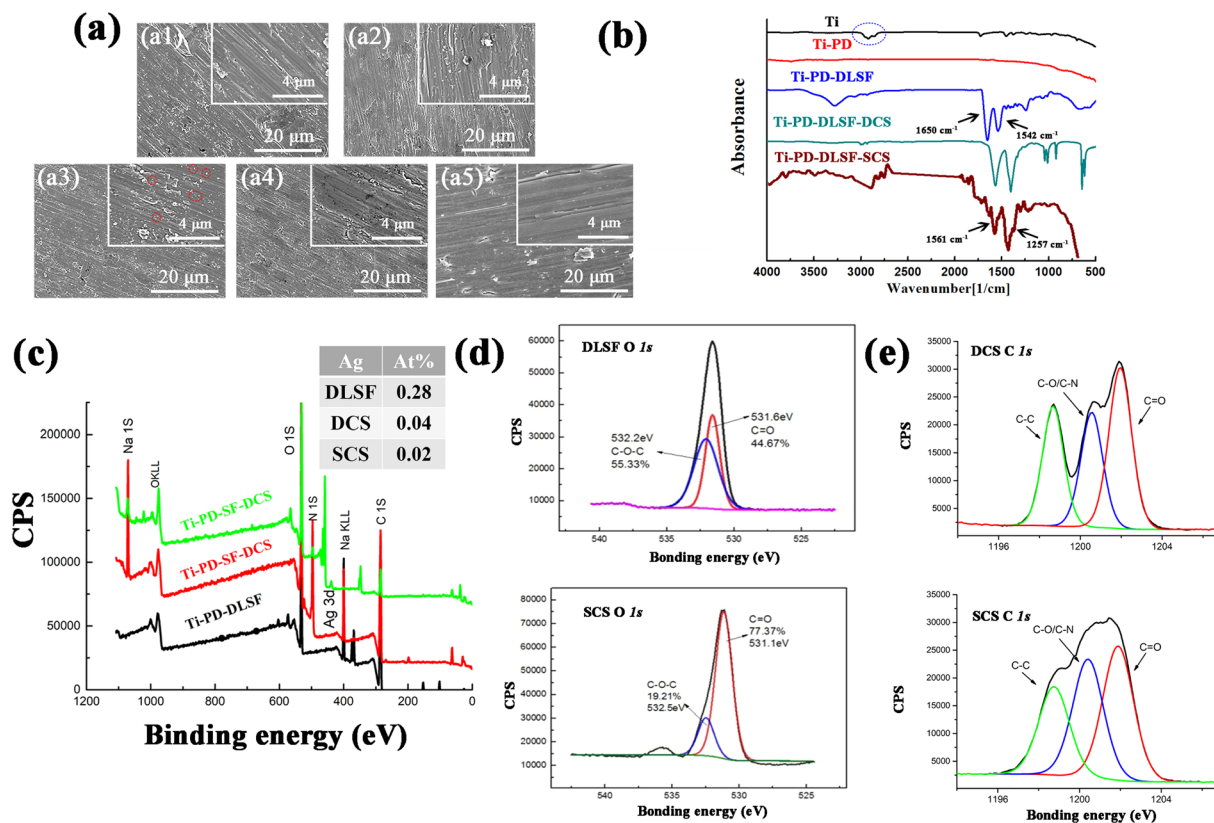 (a)
(a1)
4 μm
20 μm
(a2)
4 μm
20 μm
(a3)
4 μm
20 μm
(a4)
4 μm
20 μm
(a5)
4 μm
20 μm
(b)
Absorbance
Ti
Ti-PD
Ti-PD-DLSF
1650 cm⁻¹
1542 cm⁻¹
Ti-PD-DLSF-DCS
Ti-PD-DLSF-SCS
1561 cm⁻¹
1257 cm⁻¹
4000 3500 3000 2500 2000 1500 1000 500
Wavenumber[1/cm]
(c)
Ag At%
DLSF 0.28
DCS 0.04
SCS 0.02
CPS
200000
150000
100000
50000
0
Na 1S
OKLL
O 1S
N 1S
Na KLL
C 1S
Ag 3d
Ti-PD-SF-DCS
Ti-PD-SF-DCS
Ti-PD-DLSF
1200 1000 800 600 400 200 0
Binding energy (eV)
(d)
DLSF O 1s
CPS
60000
50000
40000
30000
20000
10000
532.2eV
C-O-C
55.33%
531.6eV
C=O
44.67%
540 535 530 525
Bonding energy (eV)
SCS O 1s
CPS
80000
70000
60000
50000
40000
30000
20000
10000
C=O
77.37%
531.1eV
C-O-C
19.21%
532.5eV
540 535 530 525
Bonding energy (eV)
(e)
DCS C 1s
CPS
35000
30000
25000
20000
15000
10000
5000
C-C
C-O/C-N
C=O
1196 1200 1204
Bonding energy (eV)
SCS C 1s
CPS
35000
30000
25000
20000
15000
10000
5000
C-C
C-O/C-N
C=O
1196 1200 1204
Bonding energy (eV)